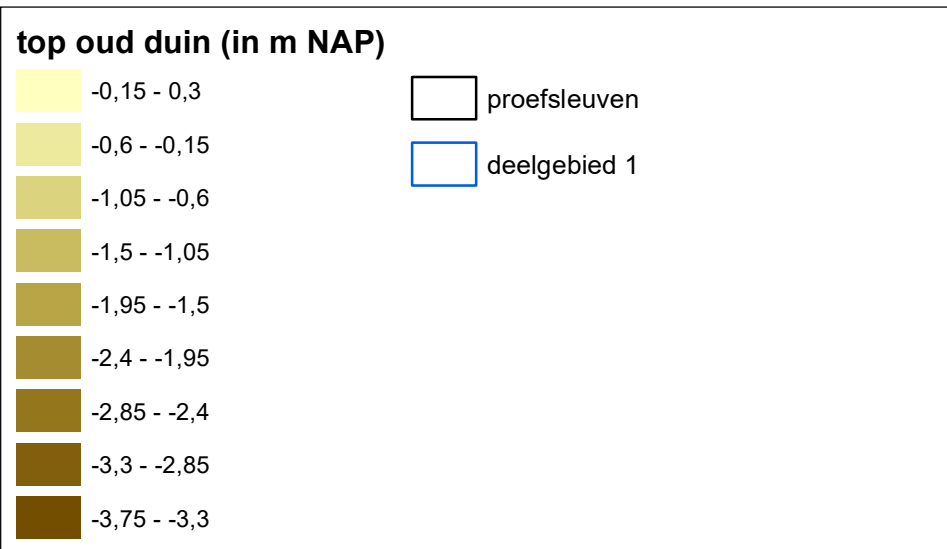 top oud duin (in m NAP)
-0,15 - 0,3
-0,6 - -0,15
-1,05 - -0,6
-1,5 - -1,05
-1,95 - -1,5
-2,4 - -1,95
-2,85 - -2,4
-3,3 - -2,85
-3,75 - -3,3
proefsleuven
deelgebied 1